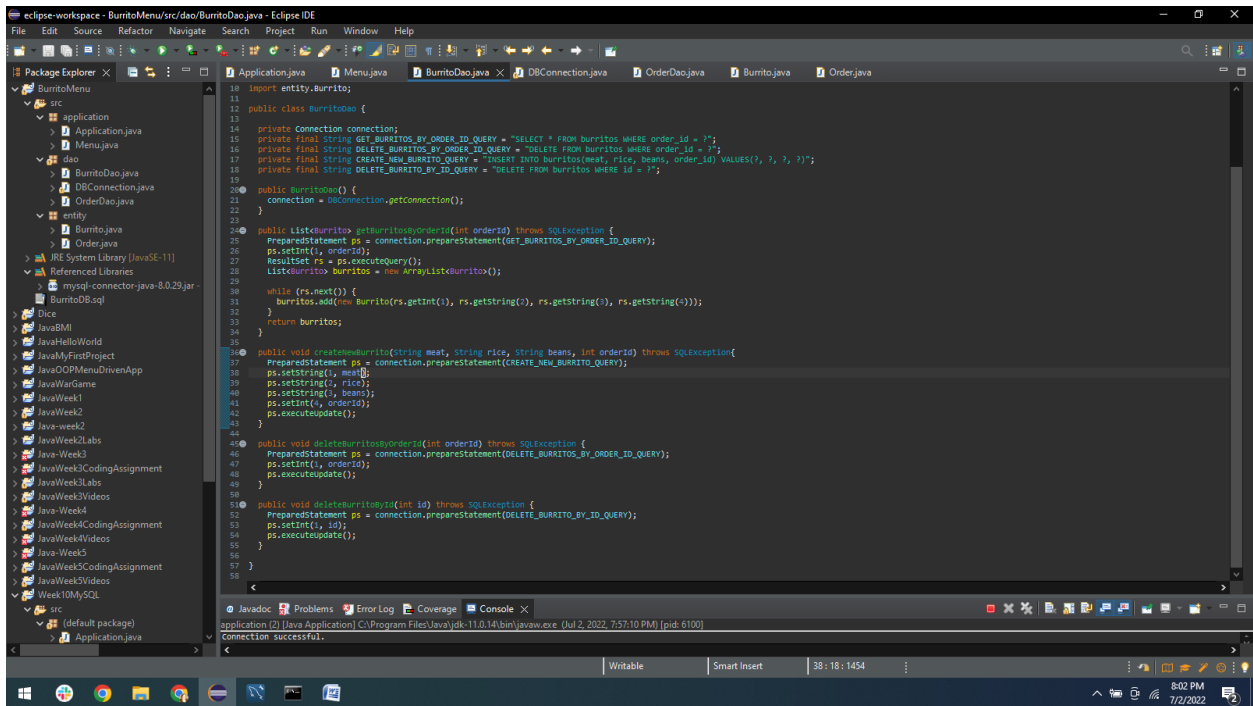 eclipse-workspace - BurritoMenu/src/dao/BurritoDao.java - Eclipse IDE
File Edit Source Refactor Navigate Search Project Run Window Help
Package Explorer
BurritoMenu
src
application
Application.java
Menu.java
dao
BurritoDao.java
DBConnection.java
OrderDao.java
entity
Burrito.java
Order.java
JRE System Library [JavaSE-11]
Referenced Libraries
mysql-connector-java-8.0.29.jar -
BurritoDB.sql
Dice
JavaBMI
JavaHelloWorld
JavaMyFirstProject
JavaOOPMenuDrivenApp
JavaWarGame
JavaWeek1
JavaWeek2
Java-week2
JavaWeek2Labs
Java-Week3
JavaWeek3CodingAssignment
JavaWeek3Labs
JavaWeek3Videos
Java-Week4
JavaWeek4CodingAssignment
JavaWeek4Videos
Java-Week5
JavaWeek5CodingAssignment
JavaWeek5Videos
Week10MySQL
src
(default package)
Application.java
Application.java Menu.java BurritoDao.java DBConnection.java OrderDao.java Burrito.java Order.java
10 import entity.Burrito;
11
12 public class BurritoDao {
13
14 private Connection connection;
15 private final String GET_BURRITOS_BY_ORDER_ID_QUERY = "SELECT * FROM burritos WHERE order_id = ?";
16 private final String DELETE_BURRITOS_BY_ORDER_ID_QUERY = "DELETE FROM burritos WHERE order_id = ?";
17 private final String CREATE_NEW_BURRITO_QUERY = "INSERT INTO burritos(meat, rice, beans, order_id) VALUES(?, ?, ?, ?)";
18 private final String DELETE_BURRITO_BY_ID_QUERY = "DELETE FROM burritos WHERE id = ?";
19
20 public BurritoDao() {
21 connection = DBConnection.getConnection();
22 }
23
24 public List<Burrito> getBurritosByOrderId(int orderId) throws SQLException {
25 PreparedStatement ps = connection.prepareStatement(GET_BURRITOS_BY_ORDER_ID_QUERY);
26 ps.setInt(1, orderId);
27 ResultSet rs = ps.executeQuery();
28 List<Burrito> burritos = new ArrayList<Burrito>();
29
30 while (rs.next()) {
31 burritos.add(new Burrito(rs.getInt(1), rs.getString(2), rs.getString(3), rs.getString(4)));
32 }
33 return burritos;
34 }
35
36 public void createNewBurrito(String meat, String rice, String beans, int orderId) throws SQLException{
37 PreparedStatement ps = connection.prepareStatement(CREATE_NEW_BURRITO_QUERY);
38 ps.setString(1, meat);
39 ps.setString(2, rice);
40 ps.setString(3, beans);
41 ps.setInt(4, orderId);
42 ps.executeUpdate();
43 }
44
45 public void deleteBurritosByOrderId(int orderId) throws SQLException {
46 PreparedStatement ps = connection.prepareStatement(DELETE_BURRITOS_BY_ORDER_ID_QUERY);
47 ps.setInt(1, orderId);
48 ps.executeUpdate();
49 }
50
51 public void deleteBurritoById(int id) throws SQLException {
52 PreparedStatement ps = connection.prepareStatement(DELETE_BURRITO_BY_ID_QUERY);
53 ps.setInt(1, id);
54 ps.executeUpdate();
55 }
56
57 }
58
Javadoc Problems Error Log Coverage Console
application (2) [Java Application] C:\Program Files\Java\jdk-11.0.14\bin\javaw.exe (Jul 2, 2022, 7:57:10 PM) [pid: 6100]
Connection successful.
Writable Smart Insert 38 : 18 : 1454
8:02 PM
7/2/2022
2